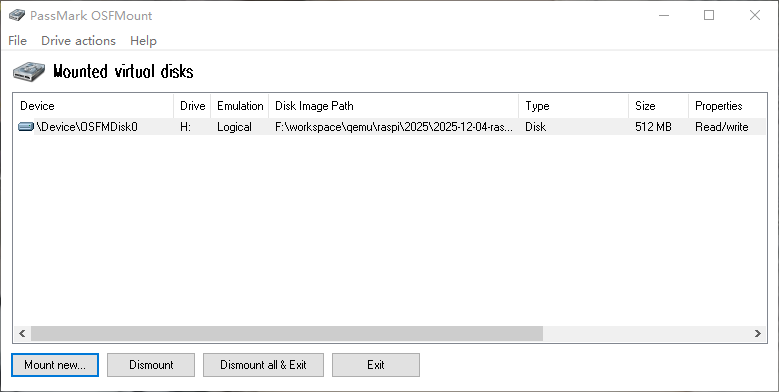 PassMark OSFMount
File Drive actions Help
Mounted virtual disks
Device Drive Emulation Disk Image Path Type Size Properties
\Device\OSFMDisk0 H: Logical F:\workspace\qemu\raspi\2025\2025-12-04-ras... Disk 512 MB Read/write
Mount new... Dismount Dismount all & Exit Exit